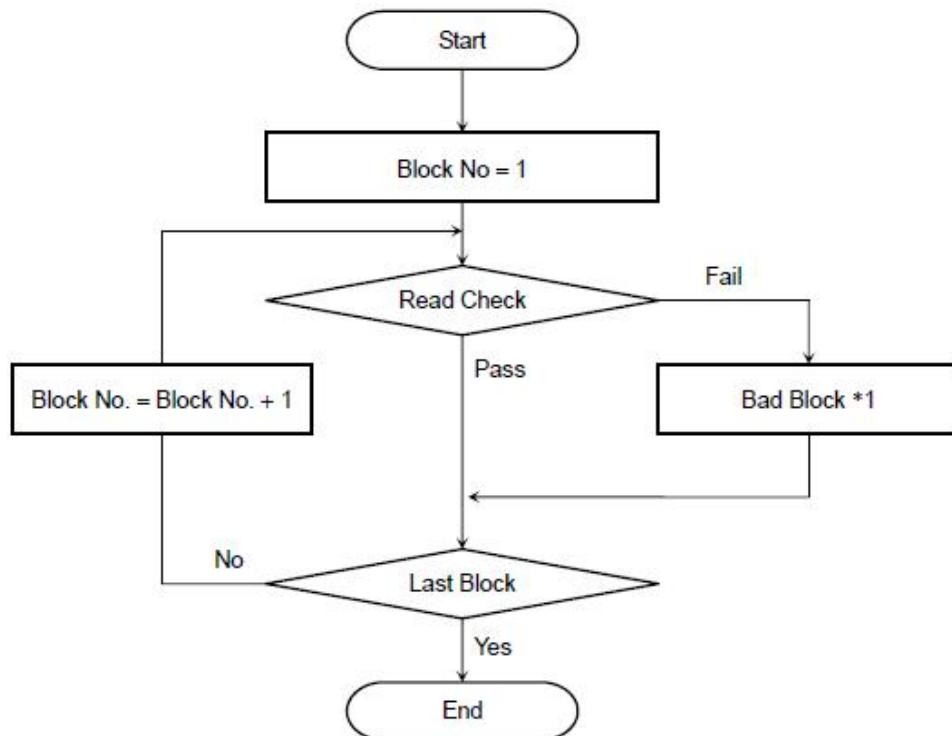 Start
Block No = 1
Read Check
Fail
Pass
Block No. = Block No. + 1
Bad Block *1
No
Last Block
Yes
End